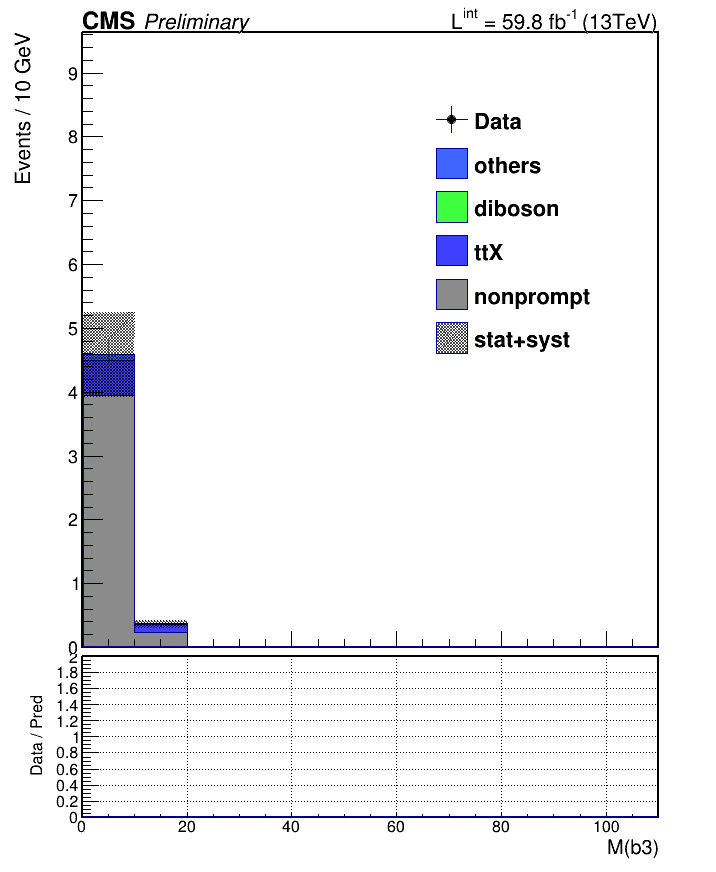 CMS Preliminary
L^int = 59.8 fb^-1 (13TeV)
Events / 10 GeV
9
8
7
6
5
4
3
2
1
0
Data
others
diboson
ttX
nonprompt
stat+syst
Data / Pred
2
1.8
1.6
1.4
1.2
1
0.8
0.6
0.4
0.2
0
0 20 40 60 80 100
M(b3)